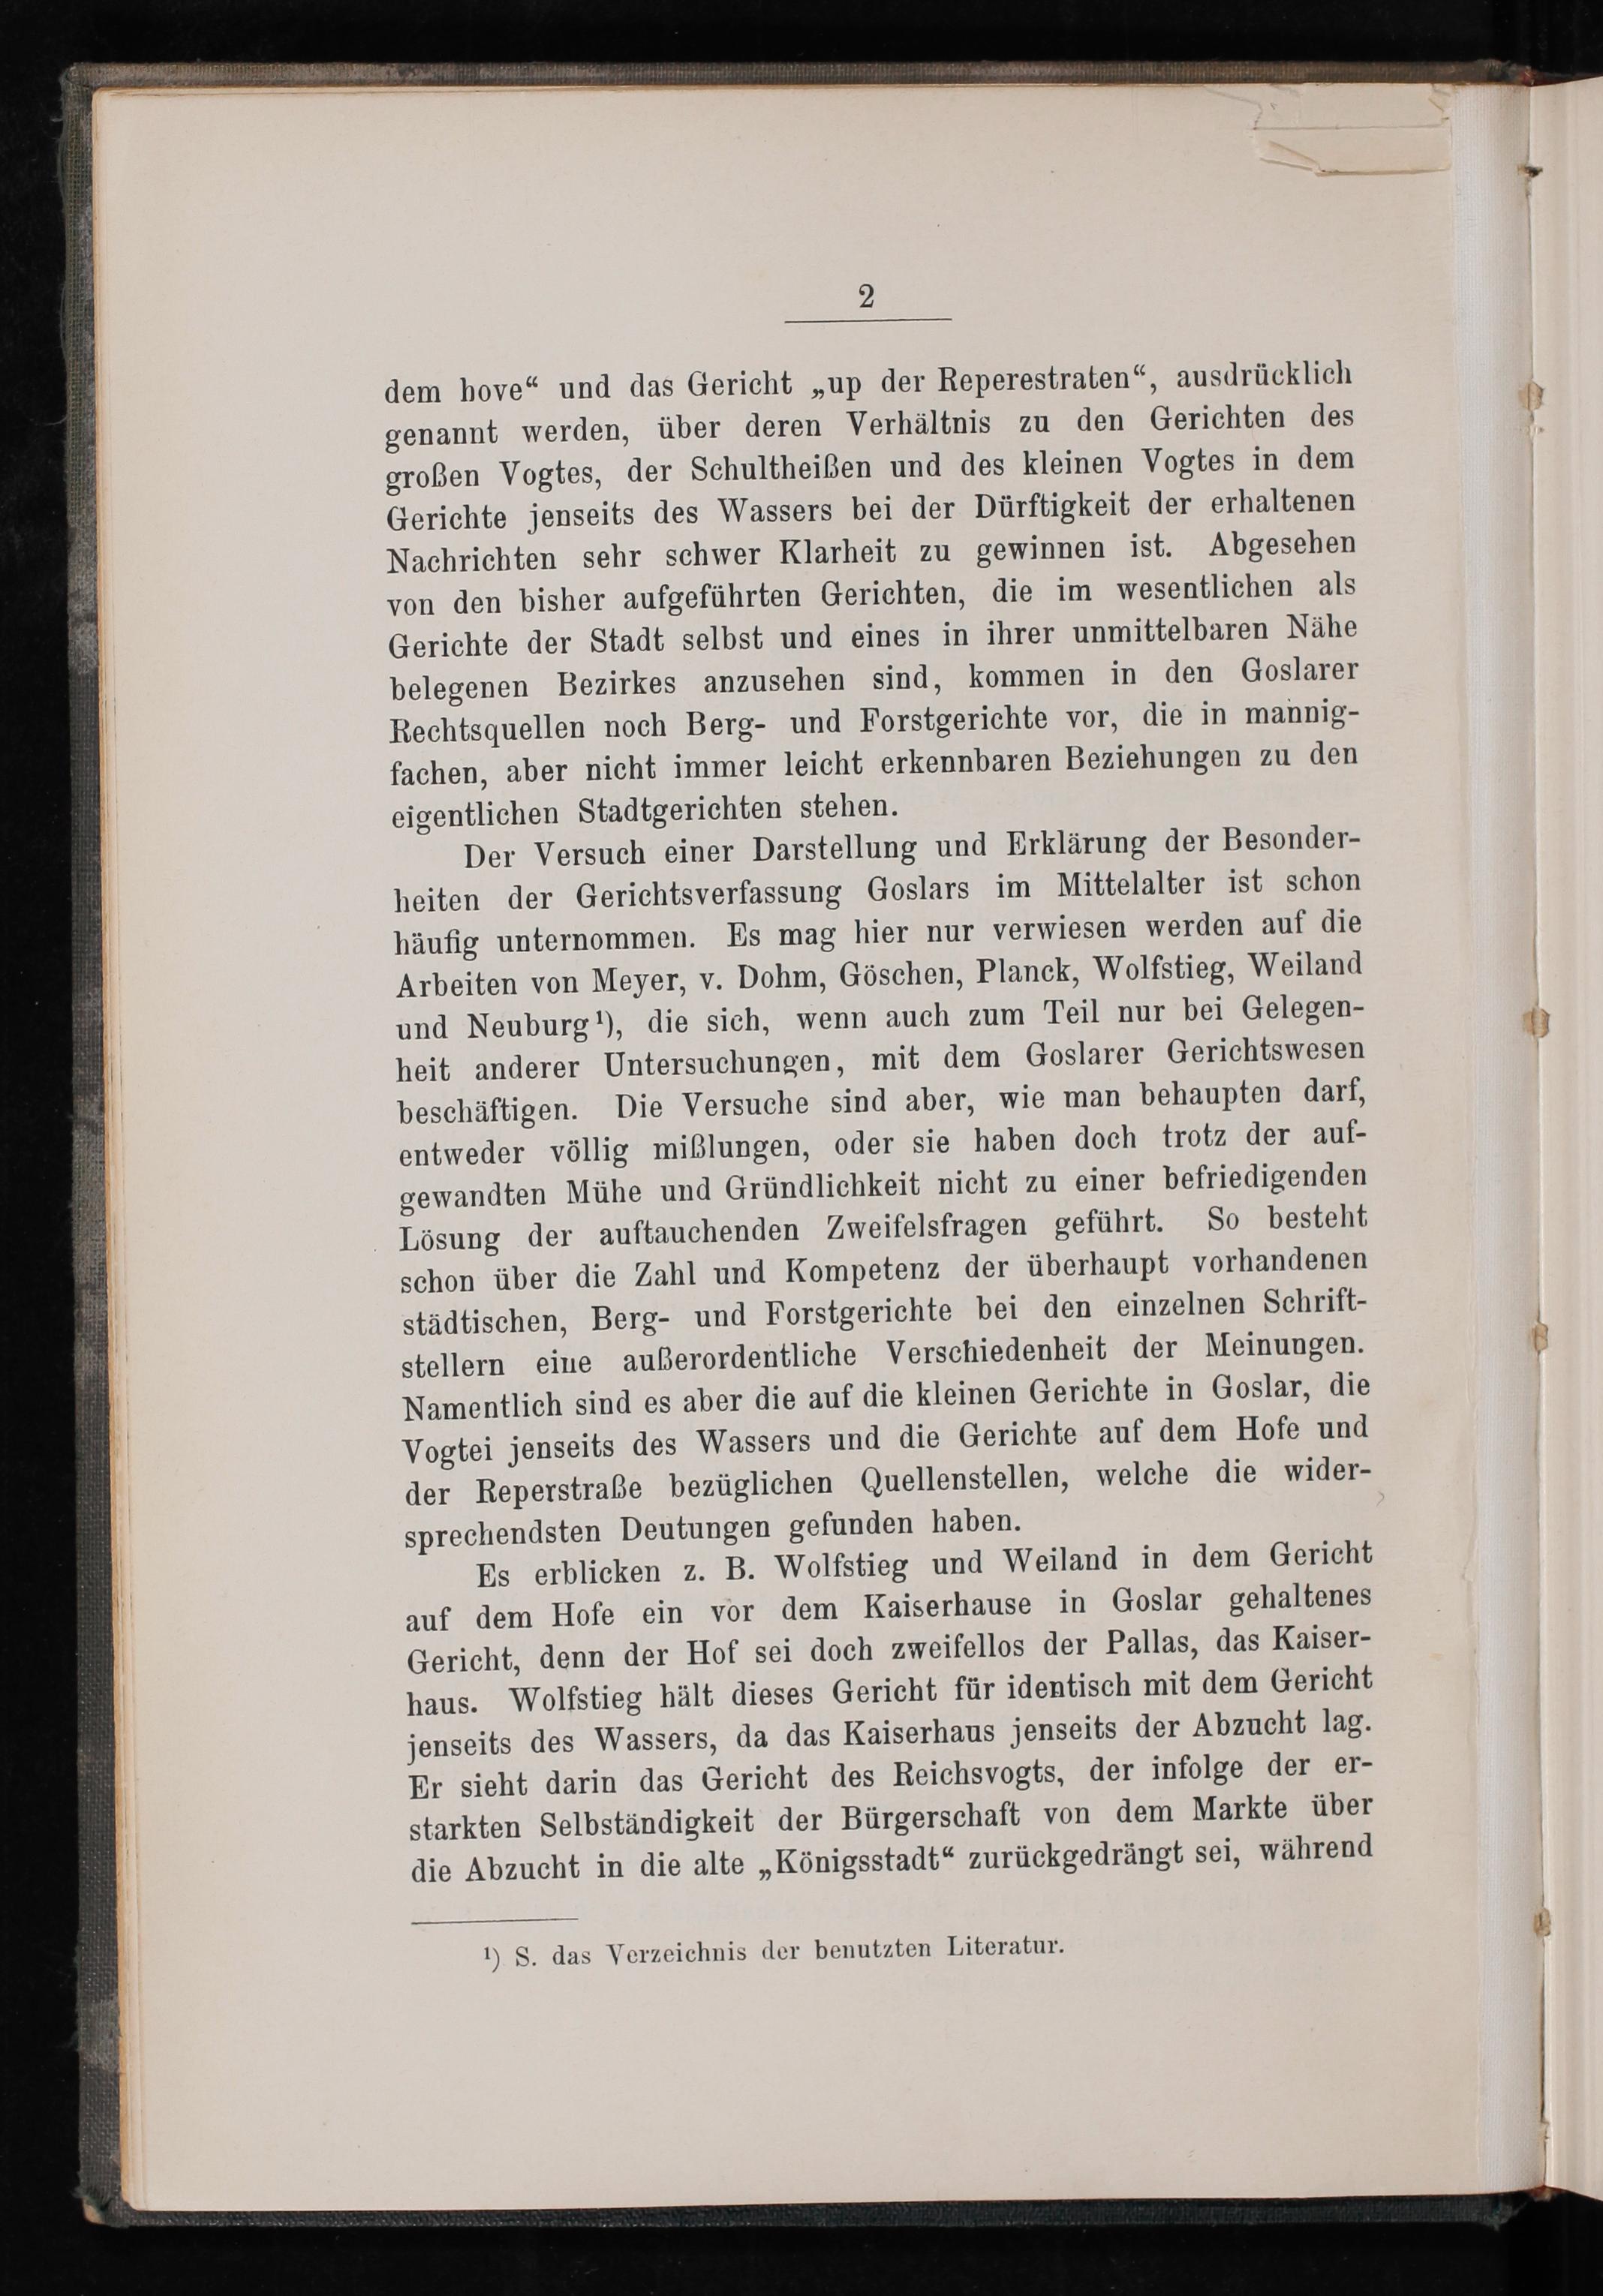 2
dem hove“ und das Gericht „up der Reperestraten“, ausdrücklich
genannt werden, über deren Verhältnis zu den Gerichten des
großen Vogtes, der Schultheißen und des kleinen Vogtes in dem
Gerichte jenseits des Wassers bei der Dürftigkeit der erhaltenen
Nachrichten sehr schwer Klarheit zu gewinnen ist. Abgesehen
von den bisher aufgeführten Gerichten, die im wesentlichen als
Gerichte der Stadt selbst und eines in ihrer unmittelbaren Nähe
belegenen Bezirkes anzusehen sind, kommen in den Goslarer
Rechtsquellen noch Berg- und Forstgerichte vor, die in mannig-
fachen, aber nicht immer leicht erkennbaren Beziehungen zu den
eigentlichen Stadtgerichten stehen.
Der Versuch einer Darstellung und Erklärung der Besonder-
heiten der Gerichtsverfassung Goslars im Mittelalter ist schon
häufig unternommen. Es mag hier nur verwiesen werden auf die
Arbeiten von Meyer, v. Dohm, Göschen, Planck, Wolfstieg, Weiland
und Neuburg¹), die sich, wenn auch zum Teil nur bei Gelegen-
heit anderer Untersuchungen, mit dem Goslarer Gerichtswesen
beschäftigen. Die Versuche sind aber, wie man behaupten darf,
entweder völlig mißlungen, oder sie haben doch trotz der auf-
gewandten Mühe und Gründlichkeit nicht zu einer befriedigenden
Lösung der auftauchenden Zweifelsfragen geführt. So besteht
schon über die Zahl und Kompetenz der überhaupt vorhandenen
städtischen, Berg- und Forstgerichte bei den einzelnen Schrift-
stellern eine außerordentliche Verschiedenheit der Meinungen.
Namentlich sind es aber die auf die kleinen Gerichte in Goslar, die
Vogtei jenseits des Wassers und die Gerichte auf dem Hofe und
der Reperstraße bezüglichen Quellenstellen, welche die wider-
sprechendsten Deutungen gefunden haben.
Es erblicken z. B. Wolfstieg und Weiland in dem Gericht
auf dem Hofe ein vor dem Kaiserhause in Goslar gehaltenes
Gericht, denn der Hof sei doch zweifellos der Pallas, das Kaiser-
haus. Wolfstieg hält dieses Gericht für identisch mit dem Gericht
jenseits des Wassers, da das Kaiserhaus jenseits der Abzucht lag.
Er sieht darin das Gericht des Reichsvogts, der infolge der er-
starkten Selbständigkeit der Bürgerschaft von dem Markte über
die Abzucht in die alte „Königsstadt“ zurückgedrängt sei, während
¹) S. das Verzeichnis der benutzten Literatur.